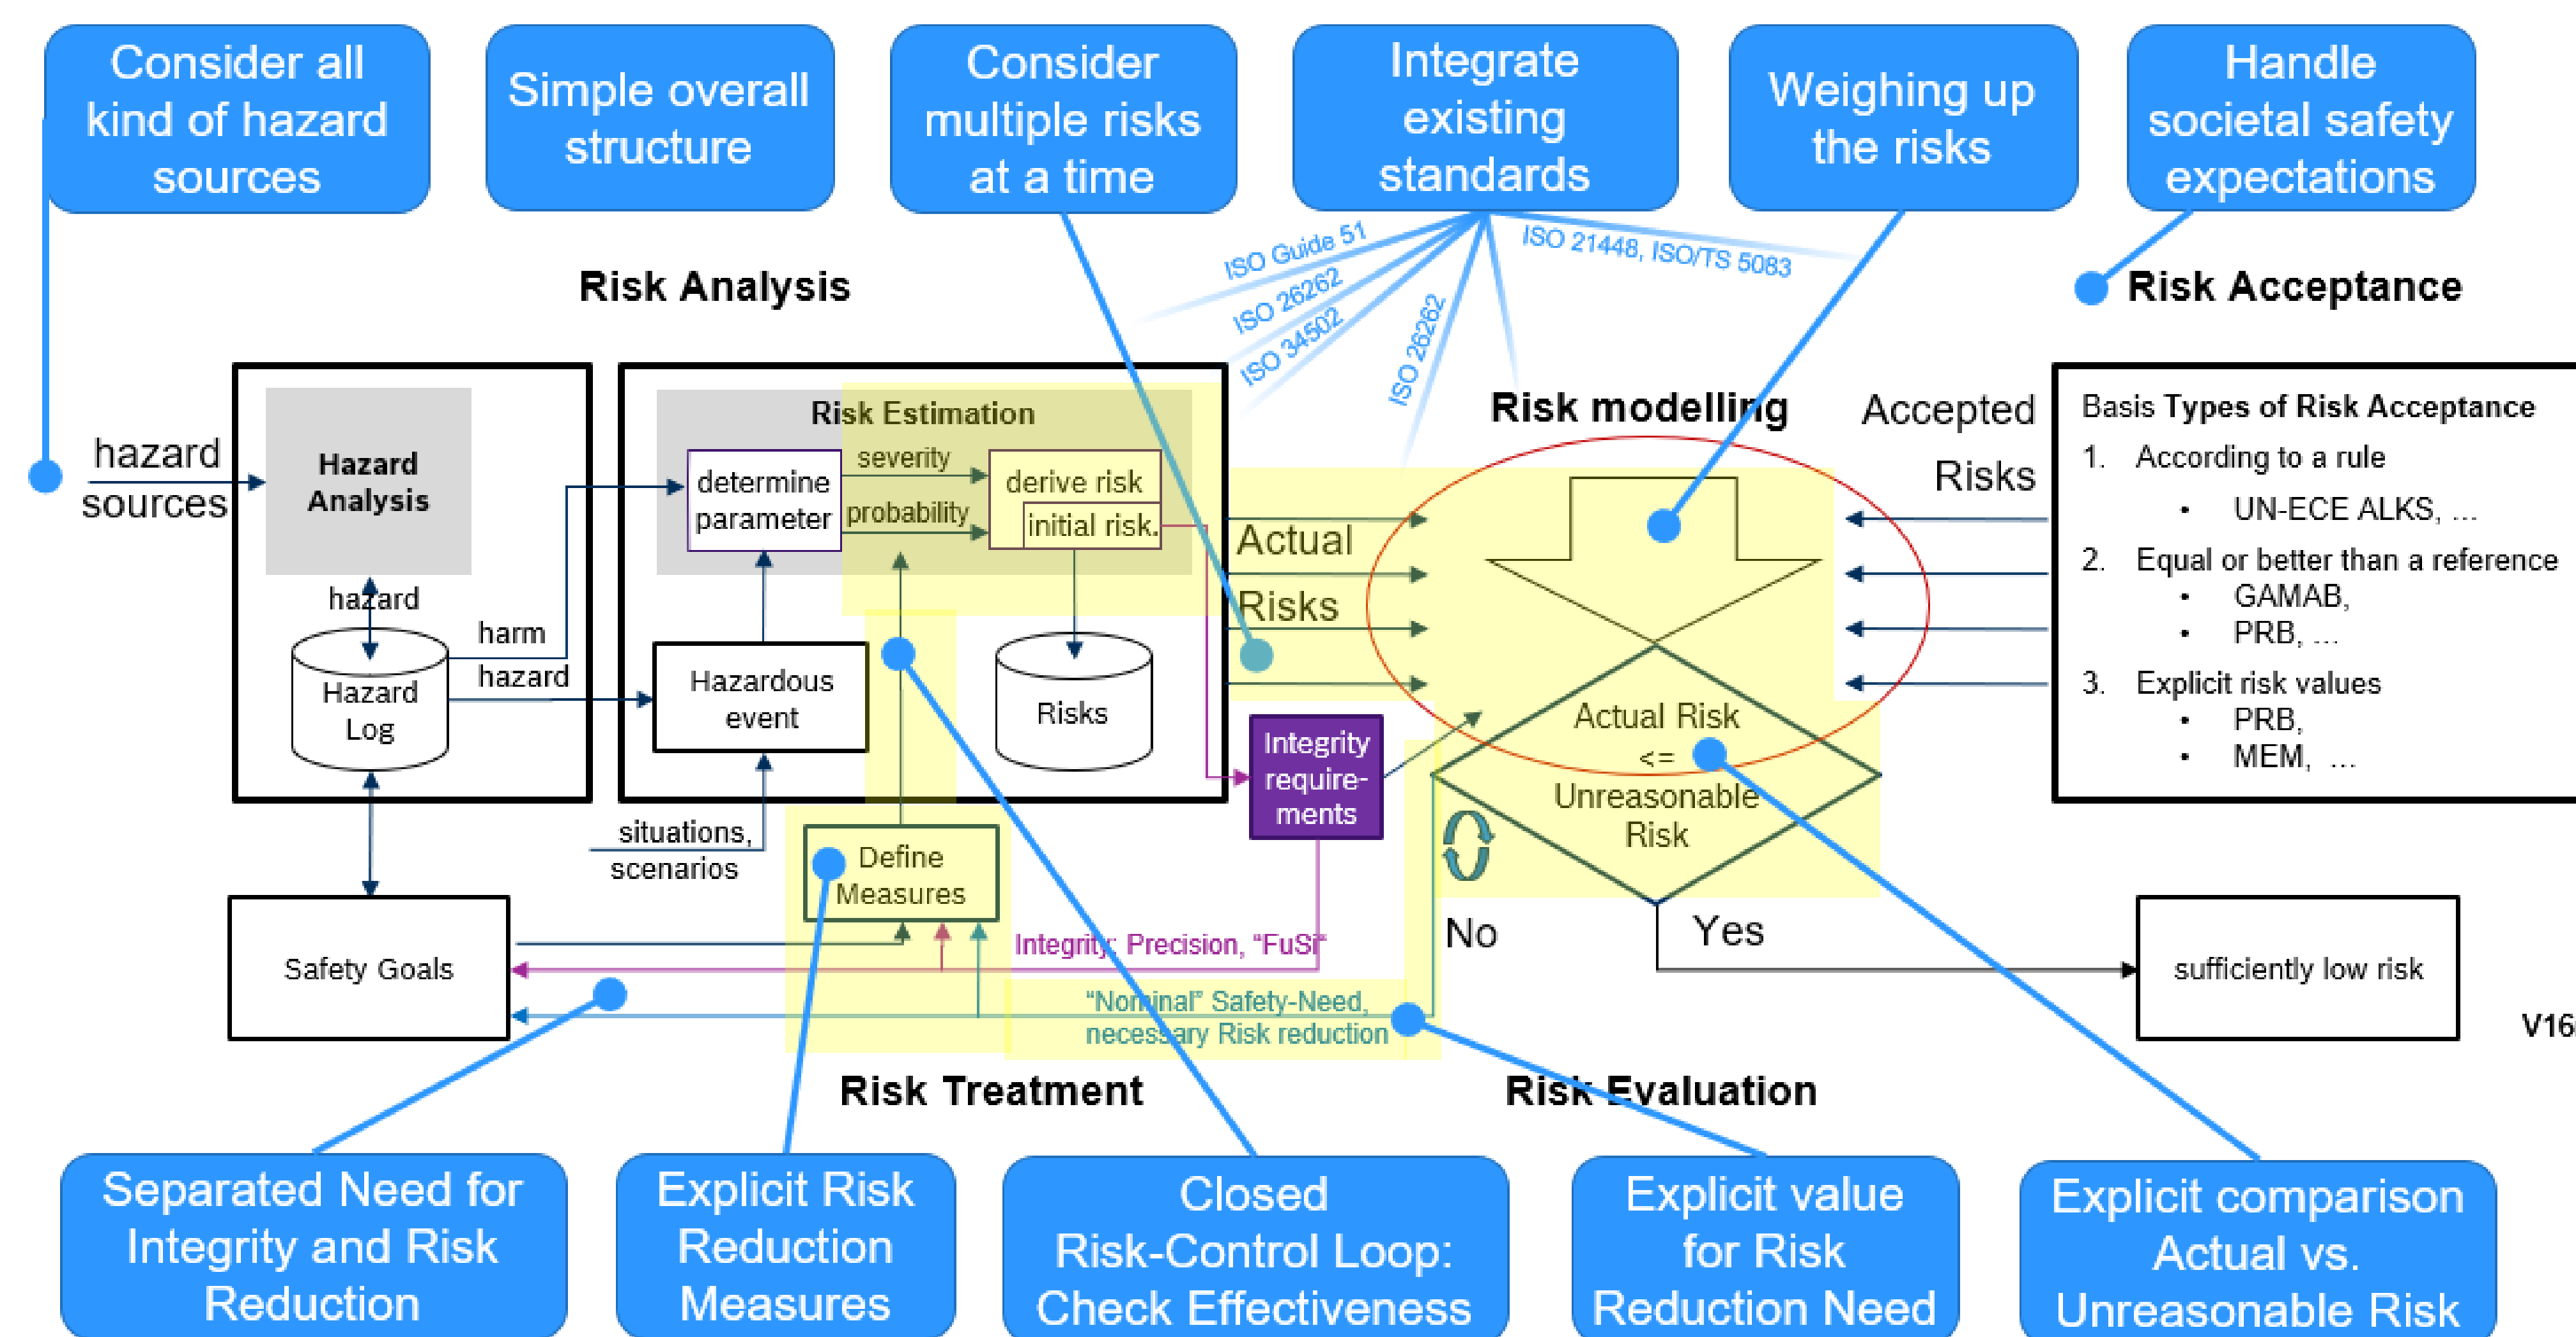 Consider all
kind of hazard
sources
Simple overall
structure
Consider
multiple risks
at a time
Integrate
existing
standards
Weighing up
the risks
Handle
societal safety
expectations
ISO Guide 51
ISO 26262
ISO 34502
ISO 26262
ISO 21448, ISO/TS 5083
Risk Analysis
Risk Acceptance
hazard
sources
Hazard
Analysis
hazard
Hazard
Log
harm
hazard
Risk Estimation
determine
parameter
severity
probability
derive risk
initial risk.
Hazardous
event
Risks
situations,
scenarios
Actual
Risks
Risk modelling
Accepted
Risks
Basis Types of Risk Acceptance
1. According to a rule
• UN-ECE ALKS, ...
2. Equal or better than a reference
• GAMAB,
• PRB, ...
3. Explicit risk values
• PRB,
• MEM, ...
Integrity
require-
ments
Actual Risk
<=
Unreasonable
Risk
Define
Measures
Safety Goals
Integrity: Precision, “FuSi“
“Nominal” Safety-Need,
necessary Risk reduction
No
Yes
sufficiently low risk
V16
Risk Treatment
Risk Evaluation
Separated Need for
Integrity and Risk
Reduction
Explicit Risk
Reduction
Measures
Closed
Risk-Control Loop:
Check Effectiveness
Explicit value
for Risk
Reduction Need
Explicit comparison
Actual vs.
Unreasonable Risk